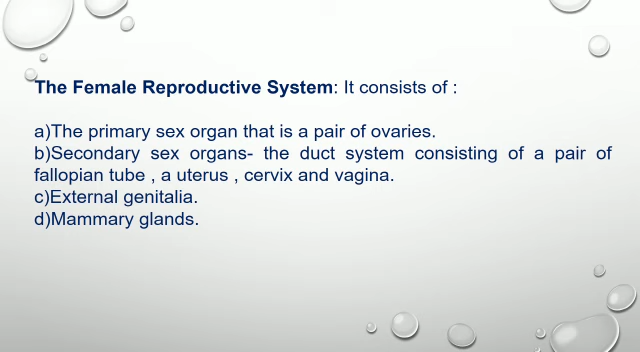 The Female Reproductive System: It consists of :
a)The primary sex organ that is a pair of ovaries.
b)Secondary sex organs- the duct system consisting of a pair of
fallopian tube , a uterus , cervix and vagina.
c)External genitalia.
d)Mammary glands.